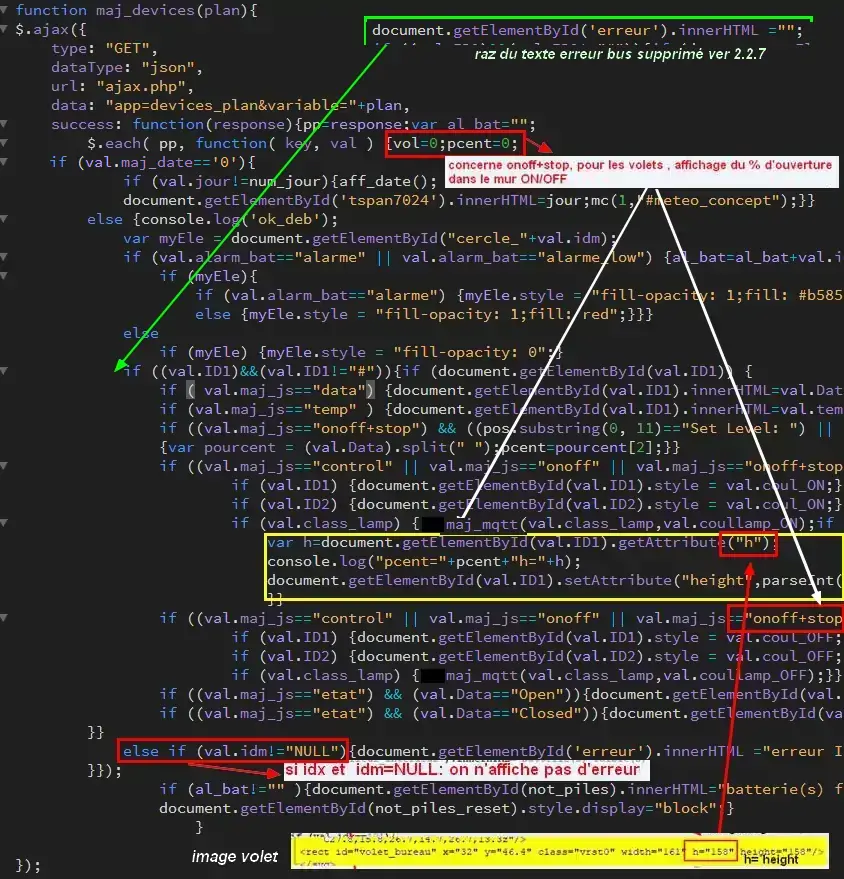 function maj_devices(plan){
$.ajax({
document.getElementById('erreur').innerHTML ="";
type: "GET",
raz du texte erreur bus supprimé ver 2.2.7
dataType: "json",
url: "ajax.php",
data: "app=devices_plan&variable="+plan,
success: function(response){pp=response;var al_bat="";
$.each( pp, function( key, val ) {vol=0;pcent=0;
if (val.maj_date=='0'){
concerne onoff+stop, pour les volets , affichage du % d'ouverture
dans le mur ON/OFF
if (val.jour!=num_jour){aff_date();
document.getElementById('tspan7024').innerHTML=jour;mc(1,"#meteo_concept");}}
else {console.log('ok_deb');
var myEle = document.getElementById("cercle_"+val.idm);
if (val.alarm_bat=="alarme" || val.alarm_bat=="alarme_low") {al_bat=al_bat+val.i
if (myEle){
if (val.alarm_bat=="alarme") {myEle.style = "fill-opacity: 1;fill: #b585
else {myEle.style = "fill-opacity: 1;fill: red";}}}
else
if (myEle) {myEle.style = "fill-opacity: 0";}
if ((val.ID1)&&(val.ID1!="#")){if (document.getElementById(val.ID1)) {
if ( val.maj_js=="data") {document.getElementById(val.ID1).innerHTML=val.Dat
if (val.maj_js=="temp" ) {document.getElementById(val.ID1).innerHTML=val.tem
if ((val.maj_js=="onoff+stop") && ((pos.substring(0, 11)=="Set Level: ") ||
{var pourcent = (val.Data).split(" ");pcent=pourcent[2];}}
if ((val.maj_js=="control" || val.maj_js=="onoff" || val.maj_js=="onoff+stop
if (val.ID1) {document.getElementById(val.ID1).style = val.coul_ON;}
if (val.ID2) {document.getElementById(val.ID2).style = val.coul_ON;}
if (val.class_lamp) { maj_mqtt(val.class_lamp,val.coullamp_ON);if
var h=document.getElementById(val.ID1).getAttribute("h");
console.log("pcent="+pcent+"h="+h);
document.getElementById(val.ID1).setAttribute("height",parseInt(
}}
if ((val.maj_js=="control" || val.maj_js=="onoff" || val.maj_js=="onoff+stop
if (val.ID1) {document.getElementById(val.ID1).style = val.coul_OFF;
if (val.ID2) {document.getElementById(val.ID2).style = val.coul_OFF;
if (val.class_lamp) { maj_mqtt(val.class_lamp,val.coullamp_OFF);}}
if ((val.maj_js=="etat") && (val.Data=="Open")){document.getElementById(val.
if ((val.maj_js=="etat") && (val.Data=="Closed")){document.getElementById(va
}}
else if (val.idm!="NULL"){document.getElementById('erreur').innerHTML ="erreur I
}});
si idx et idm=NULL: on n'affiche pas d'erreur
if (al_bat!="" ){document.getElementById(not_piles).innerHTML="batterie(s) f
document.getElementById(not_piles_reset).style.display="block";}
}
image volet
<rect id="volet_bureau" x="32" y="46.4" class="vrst0" width="161" h="158" height="158"/>
h= height
});